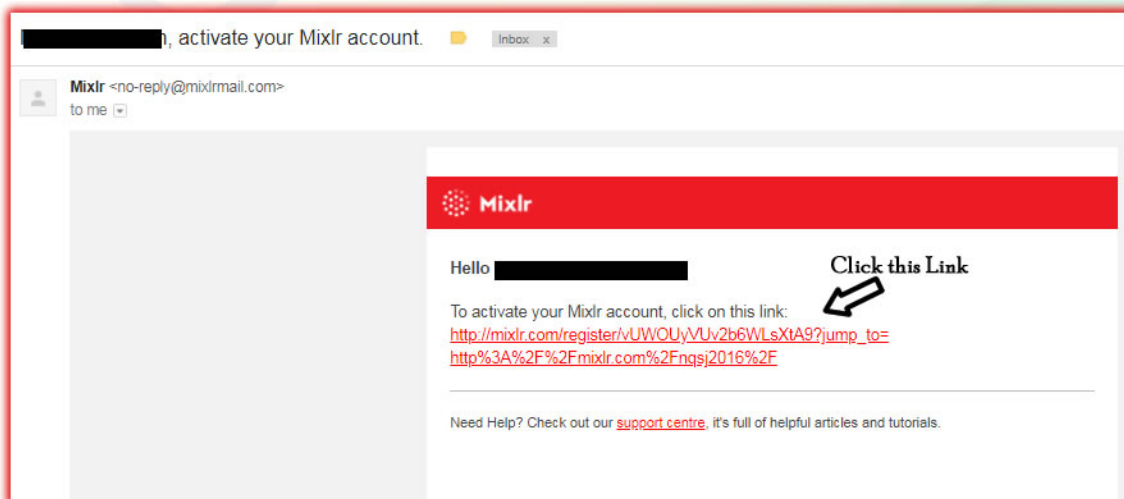 , activate your Mixlr account. Inbox x
Mixlr <no-reply@mixlrmail.com>
to me
Mixlr
Hello
Click this Link
To activate your Mixlr account, click on this link:
http://mixlr.com/register/vUWOUyVUv2b6WLsXtA9?jump_to=
http%3A%2F%2Fmixlr.com%2Fnqsj2016%2F
Need Help? Check out our support centre, it's full of helpful articles and tutorials.